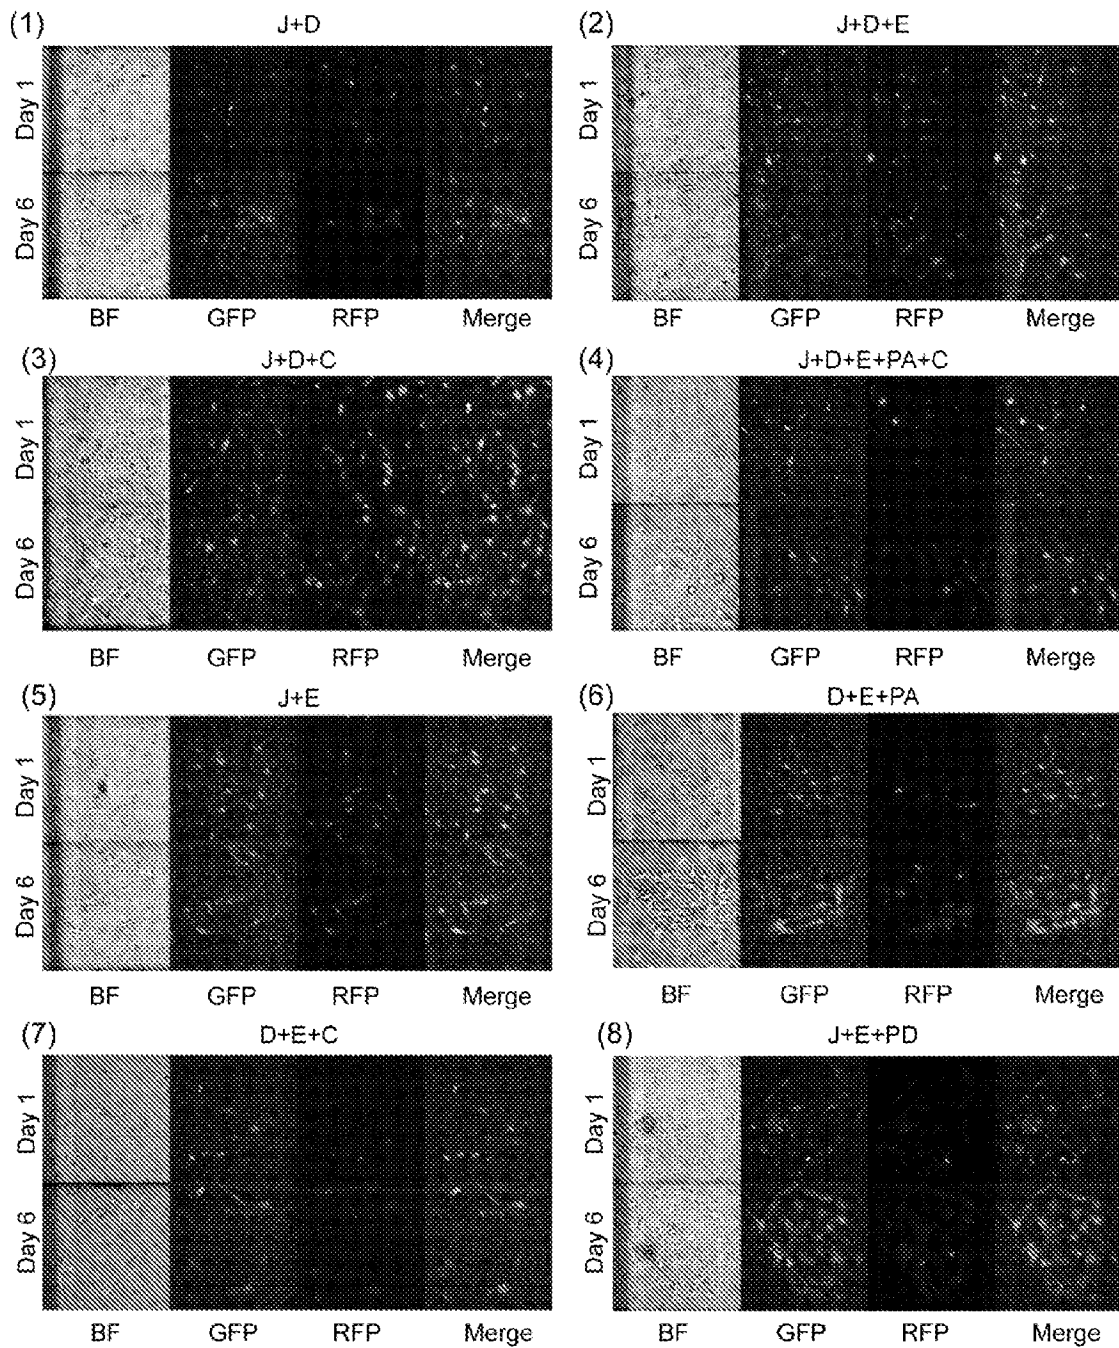 (1) J+D
(2) J+D+E
Day 1
Day 6
Day 1
Day 6
BF GFP RFP Merge
BF GFP RFP Merge
(3) J+D+C
(4) J+D+E+PA+C
Day 1
Day 6
Day 1
Day 6
BF GFP RFP Merge
BF GFP RFP Merge
(5) J+E
(6) D+E+PA
Day 1
Day 6
Day 1
Day 6
BF GFP RFP Merge
BF GFP RFP Merge
(7) D+E+C
(8) J+E+PD
Day 1
Day 6
Day 1
Day 6
BF GFP RFP Merge
BF GFP RFP Merge